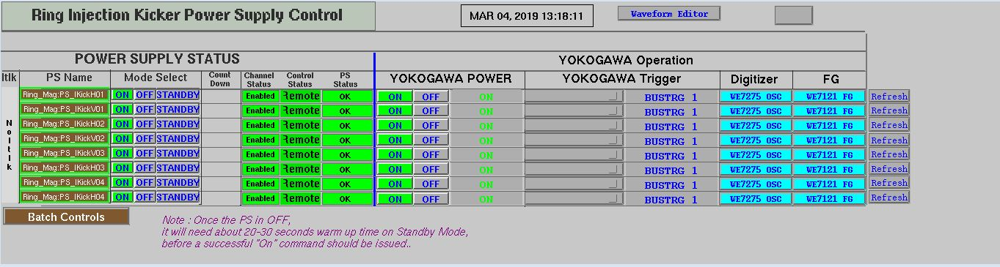 Ring Injection Kicker Power Supply Control
MAR 04, 2019 13:18:11
Waveform Editor
POWER SUPPLY STATUS
YOKOGAWA Operation
Itlk PS Name Mode Select Count Down Channel Status Control Status PS Status YOKOGAWA POWER YOKOGAWA Trigger Digitizer FG
NoItlk
Ring_Mag:PS_IKickH01 ON OFF STANDBY Enabled Remote OK ON OFF ON BUSTRG 1 WE7275 OSC WE7121 FG Refresh
Ring_Mag:PS_IKickV01 ON OFF STANDBY Enabled Remote OK ON OFF ON BUSTRG 1 WE7275 OSC WE7121 FG Refresh
Ring_Mag:PS_IKickH02 ON OFF STANDBY Enabled Remote OK ON OFF ON BUSTRG 1 WE7275 OSC WE7121 FG Refresh
Ring_Mag:PS_IKickV02 ON OFF STANDBY Enabled Remote OK ON OFF ON BUSTRG 1 WE7275 OSC WE7121 FG Refresh
Ring_Mag:PS_IKickV03 ON OFF STANDBY Enabled Remote OK ON OFF ON BUSTRG 1 WE7275 OSC WE7121 FG Refresh
Ring_Mag:PS_IKickH03 ON OFF STANDBY Enabled Remote OK ON OFF ON BUSTRG 1 WE7275 OSC WE7121 FG Refresh
Ring_Mag:PS_IKickV04 ON OFF STANDBY Enabled Remote OK ON OFF ON BUSTRG 1 WE7275 OSC WE7121 FG Refresh
Ring_Mag:PS_IKickH04 ON OFF STANDBY Enabled Remote OK ON OFF ON BUSTRG 1 WE7275 OSC WE7121 FG Refresh
Batch Controls
Note : Once the PS in OFF,
it will need about 20-30 seconds warm up time on Standby Mode,
before a successful "On" command should be issued..